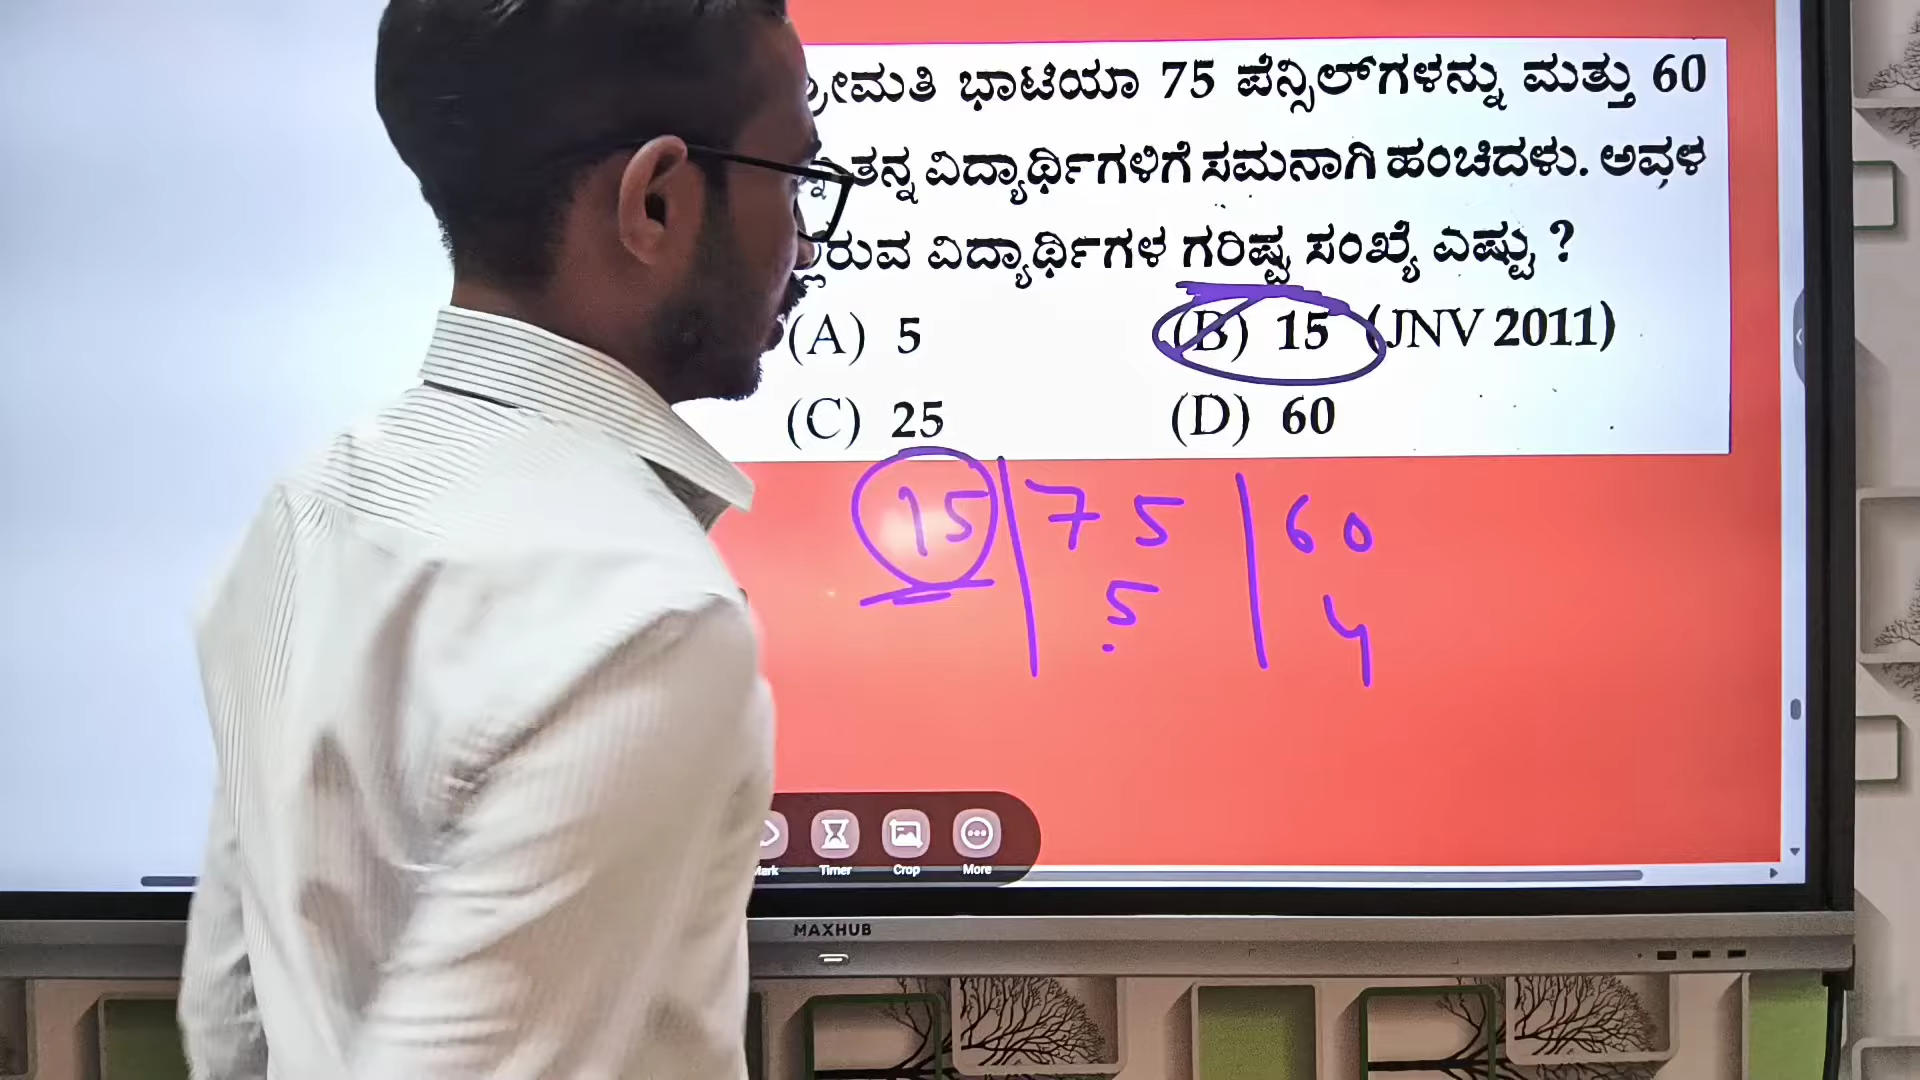 ಭಾಟಿಯಾ 75 ಪೆನ್ಸಿಲ್‌ಗಳನ್ನು ಮತ್ತು 60
ತನ್ನ ವಿದ್ಯಾರ್ಥಿಗಳಿಗೆ ಸಮನಾಗಿ ಹಂಚಿದಳು. ಅವಳ
ವಿದ್ಯಾರ್ಥಿಗಳ ಗರಿಷ್ಟ ಸಂಖ್ಯೆ ಎಷ್ಟು ?
(A) 5 (B) 15 (JNV 2011)
(C) 25 (D) 60
15 75 60
5 4
Timer Crop More
MAXHUB